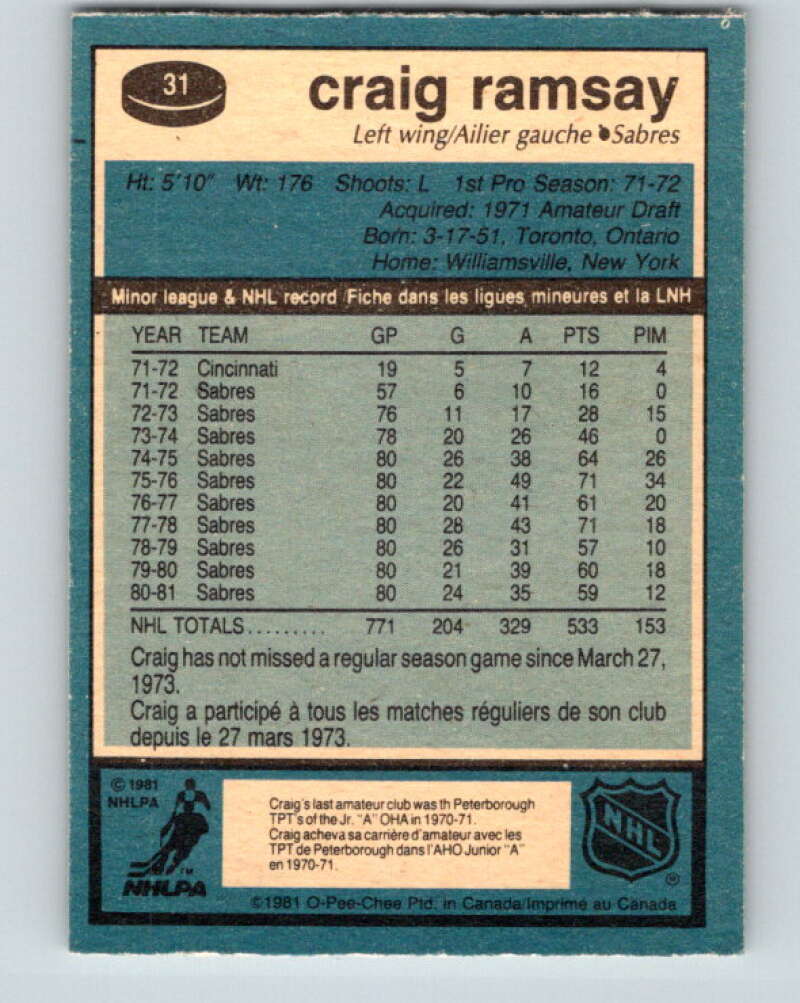 31
craig ramsay
Left wing/Ailier gauche Sabres
Ht: 5'10" Wt: 176 Shoots: L 1st Pro Season: 71-72
Acquired: 1971 Amateur Draft
Born: 3-17-51, Toronto, Ontario
Home: Williamsville, New York
Minor league & NHL record/Fiche dans les ligues mineures et la LNH
YEAR TEAM GP G A PTS PIM
71-72 Cincinnati 19 5 7 12 4
71-72 Sabres 57 6 10 16 0
72-73 Sabres 76 11 17 28 15
73-74 Sabres 78 20 26 46 0
74-75 Sabres 80 26 38 64 26
75-76 Sabres 80 22 49 71 34
76-77 Sabres 80 20 41 61 20
77-78 Sabres 80 28 43 71 18
78-79 Sabres 80 26 31 57 10
79-80 Sabres 80 21 39 60 18
80-81 Sabres 80 24 35 59 12
NHL TOTALS......... 771 204 329 533 153
Craig has not missed a regular season game since March 27,
1973.
Craig a participé à tous les matches réguliers de son club
depuis le 27 mars 1973.
© 1981
NHLPA
Craig's last amateur club was th Peterborough
TPT's of the Jr. "A" OHA in 1970-71.
Craig acheva sa carrière d'amateur avec les
TPT de Peterborough dans l'AHO Junior "A"
en 1970-71.
TM
NHLPA
NHL
©1981 O-Pee-Chee Ptd. in Canada/Imprimé au Canada